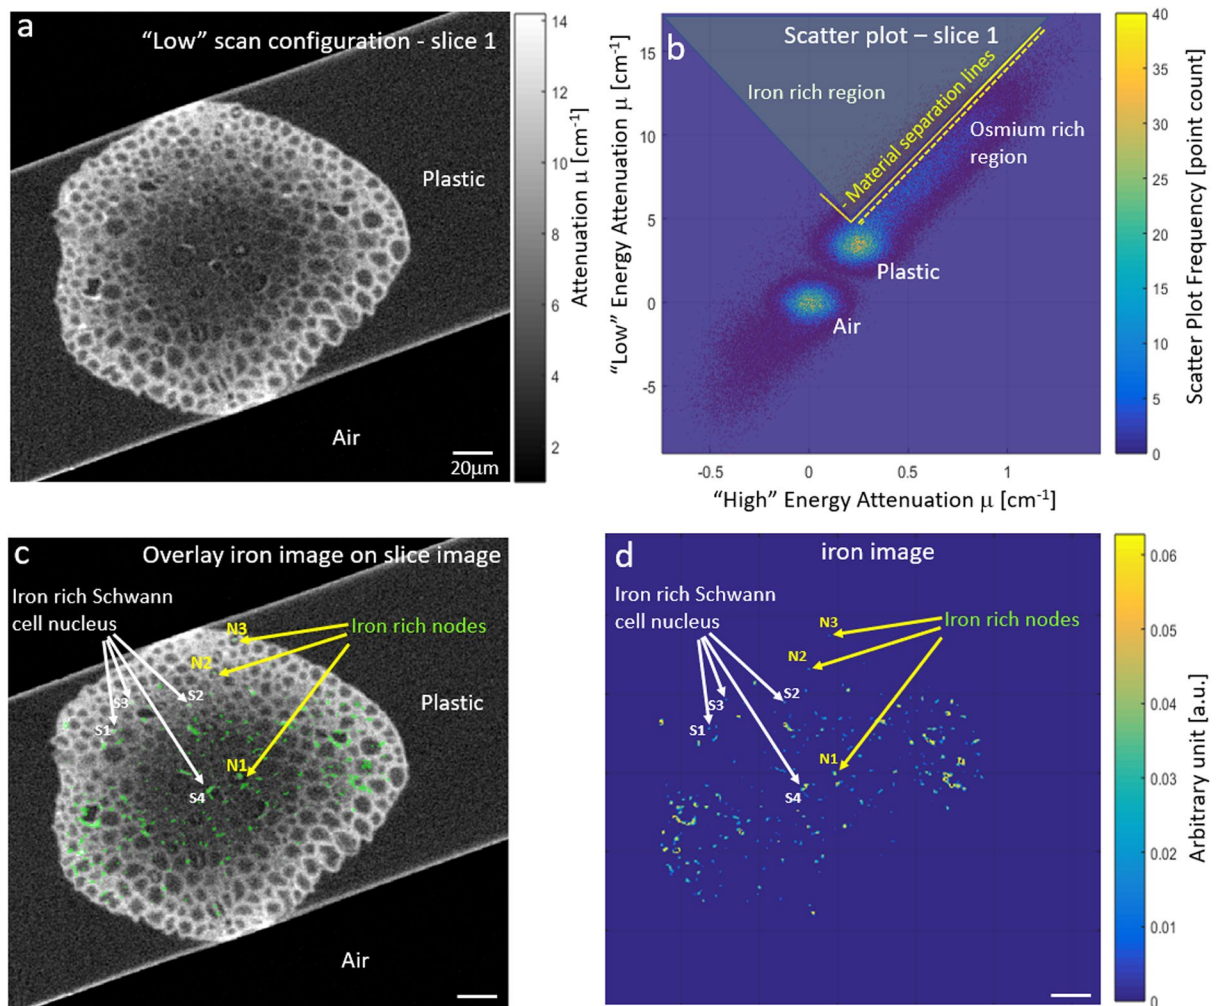 a
“Low” scan configuration - slice 1
Plastic
Air
20μm
14
12
10
8
6
4
2
Attenuation μ [cm-1]
b
Scatter plot – slice 1
Iron rich region
- Material separation lines
Osmium rich
region
Plastic
Air
15
10
5
0
-5
“Low” Energy Attenuation μ [cm-1]
-0.5
0
0.5
1
“High” Energy Attenuation μ [cm-1]
40
35
30
25
20
15
10
5
0
Scatter Plot Frequency [point count]
c
Overlay iron image on slice image
Iron rich Schwann
cell nucleus
Iron rich nodes
N3
N2
S2
S3
S1
N1
S4
Plastic
Air
d
iron image
Iron rich Schwann
cell nucleus
Iron rich nodes
N3
N2
S2
S3
S1
N1
S4
0.06
0.05
0.04
0.03
0.02
0.01
0
Arbitrary unit [a.u.]